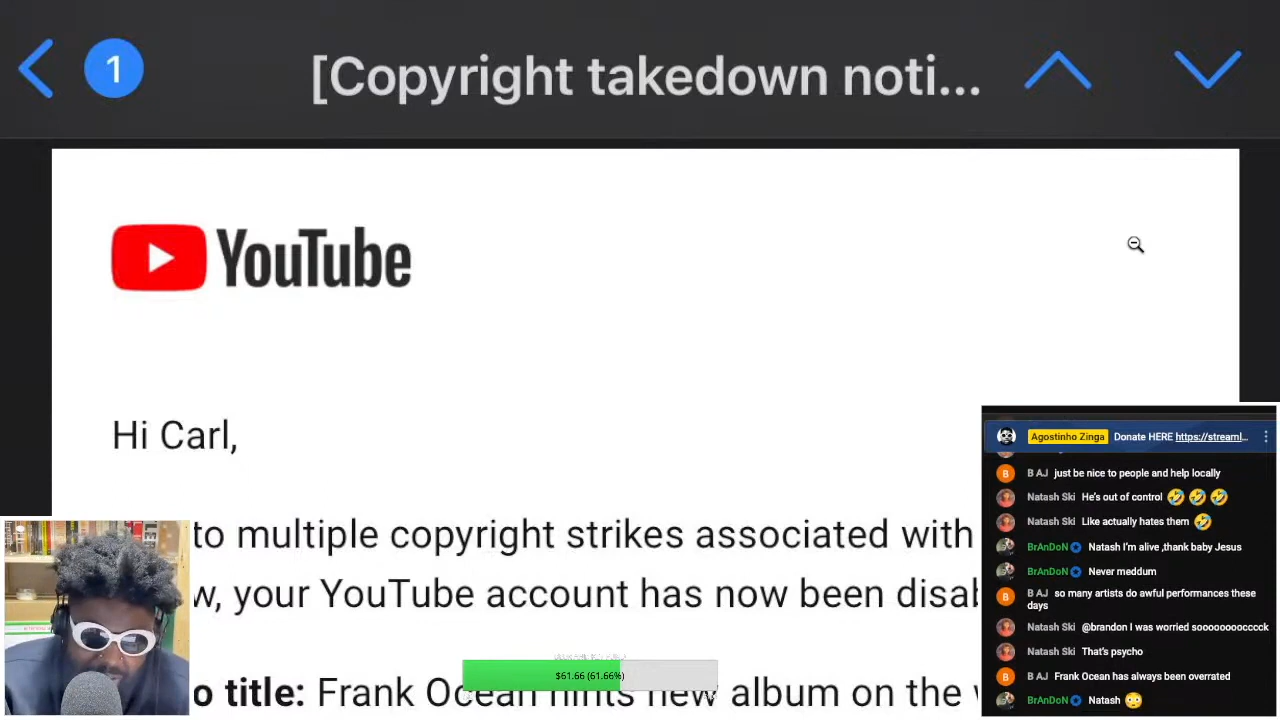 1
[Copyright takedown noti...
YouTube
Hi Carl,
to multiple copyright strikes associated with
w, your YouTube account has now been disab
o title: Frank Ocean hints new album on the
$61.66 (61.66%)
Agostinho Zinga Donate HERE https://streaml...
B AJ just be nice to people and help locally
Natash Ski He's out of control 🤣 🤣 🤣
Natash Ski Like actually hates them 🤣
BrAnDoN Natash I'm alive ,thank baby Jesus
BrAnDoN Never meddum
B AJ so many artists do awful performances these
days
Natash Ski @brandon I was worried sooooooooccccк
Natash Ski That's psycho
B AJ Frank Ocean has always been overrated
BrAnDoN Natash 😳